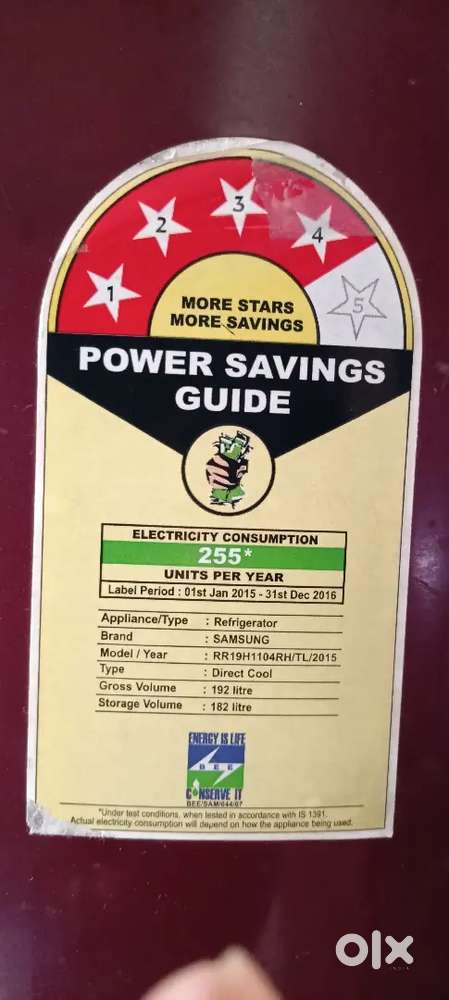 1
2
3
4
5
MORE STARS
MORE SAVINGS
POWER SAVINGS
GUIDE
ELECTRICITY CONSUMPTION
255*
UNITS PER YEAR
Label Period : 01st Jan 2015 - 31st Dec 2016
Appliance/Type : Refrigerator
Brand : SAMSUNG
Model / Year : RR19H1104RH/TL/2015
Type : Direct Cool
Gross Volume : 192 litre
Storage Volume : 182 litre
ENERGY IS LIFE
BEE
CONSERVE IT
BEE/SAM/044/07
*Under test conditions, when tested in accordance with IS 1391.
Actual electricity consumption will depend on how the appliance being used.
olx
INDIA